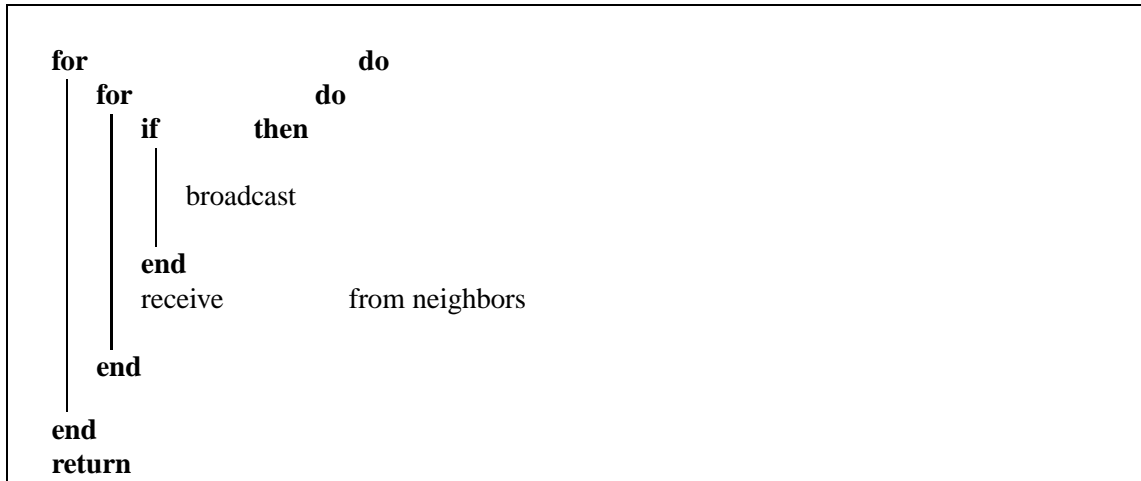 for do
for do
if then
broadcast
end
receive from neighbors
end
end
return